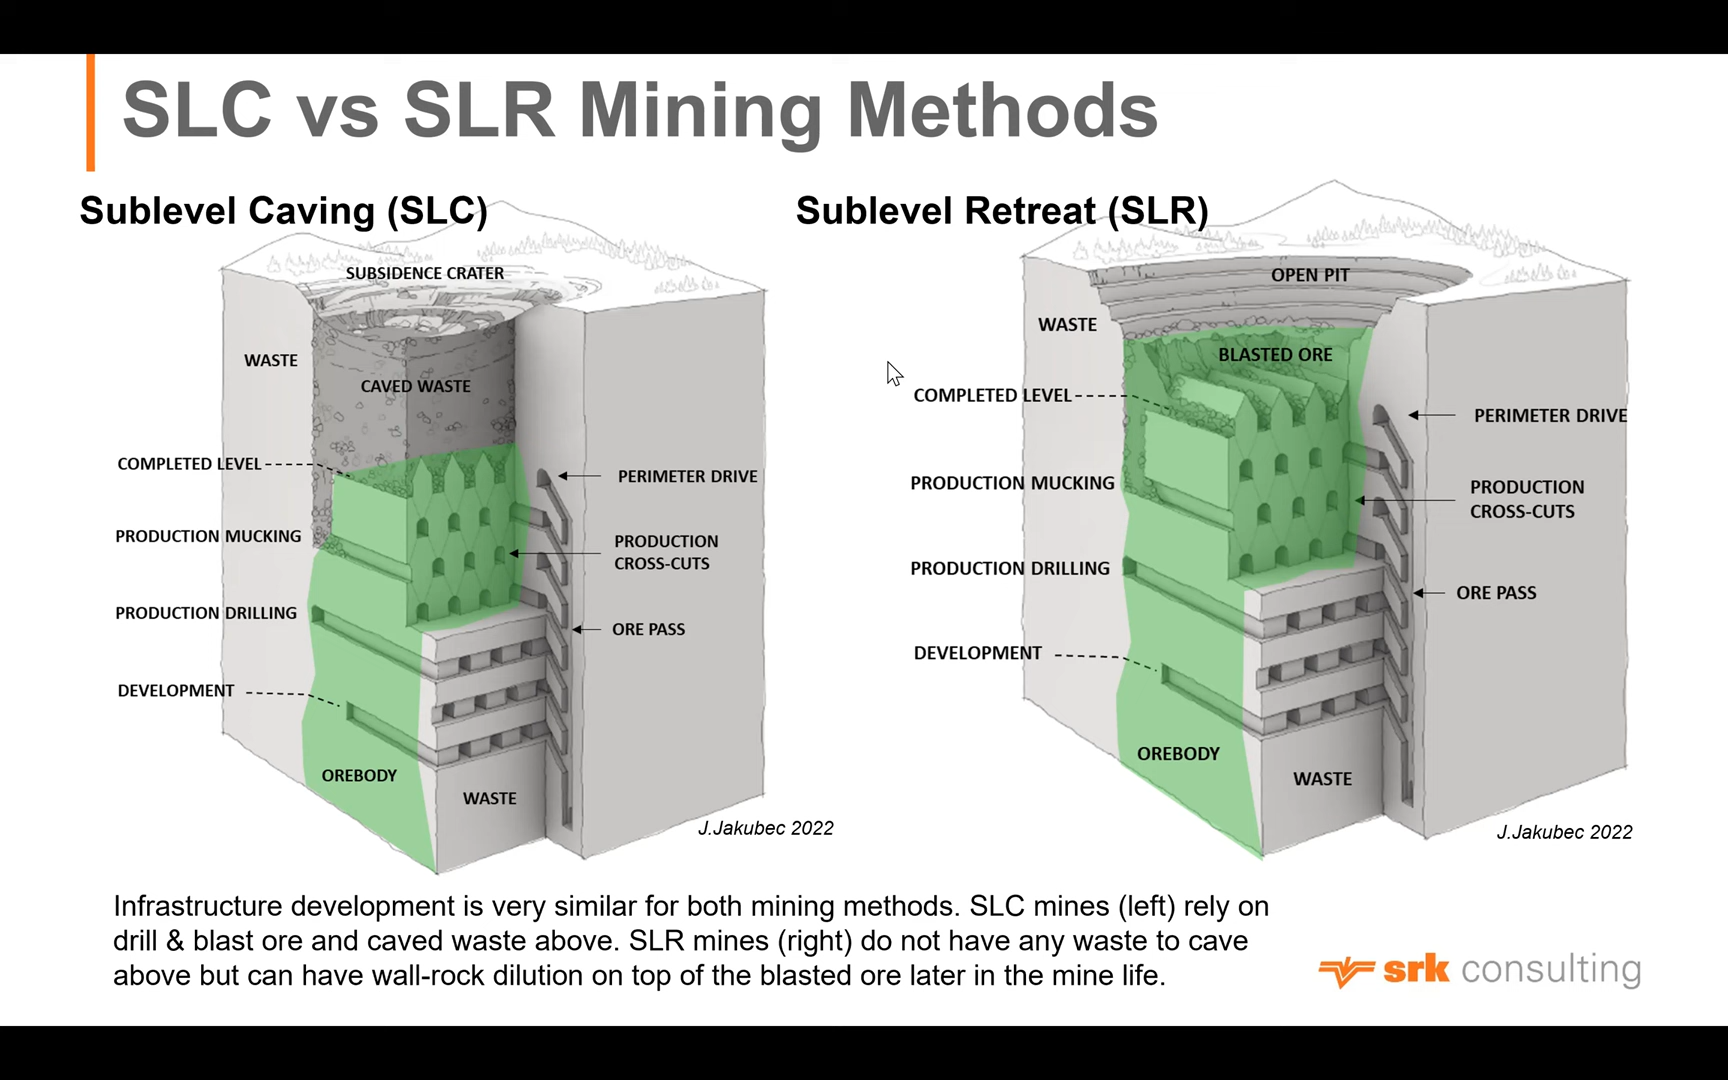 SLC vs SLR Mining Methods
Sublevel Caving (SLC)
SUBSIDENCE CRATER
WASTE
CAVED WASTE
COMPLETED LEVEL
PERIMETER DRIVE
PRODUCTION MUCKING
PRODUCTION
CROSS-CUTS
PRODUCTION DRILLING
ORE PASS
DEVELOPMENT
OREBODY
WASTE
J.Jakubec 2022
Sublevel Retreat (SLR)
OPEN PIT
WASTE
BLASTED ORE
COMPLETED LEVEL
PERIMETER DRIVE
PRODUCTION MUCKING
PRODUCTION
CROSS-CUTS
PRODUCTION DRILLING
ORE PASS
DEVELOPMENT
OREBODY
WASTE
J.Jakubec 2022
Infrastructure development is very similar for both mining methods. SLC mines (left) rely on
drill & blast ore and caved waste above. SLR mines (right) do not have any waste to cave
above but can have wall-rock dilution on top of the blasted ore later in the mine life.
srk consulting